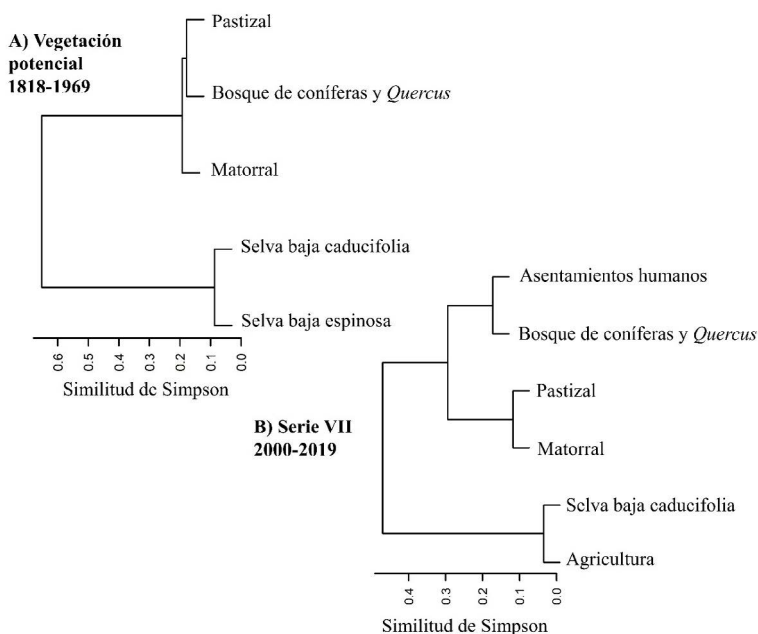 A) Vegetación
potencial
1818-1969
Pastizal
Bosque de coníferas y Quercus
Matorral
Selva baja caducifolia
Selva baja espinosa
0.6 0.5 0.4 0.3 0.2 0.1 0.0
Similitud de Simpson
B) Serie VII
2000-2019
Asentamientos humanos
Bosque de coníferas y Quercus
Pastizal
Matorral
Sclva baja caducifolia
Agricultura
0.4 0.3 0.2 0.1 0.0
Similitud de Simpson